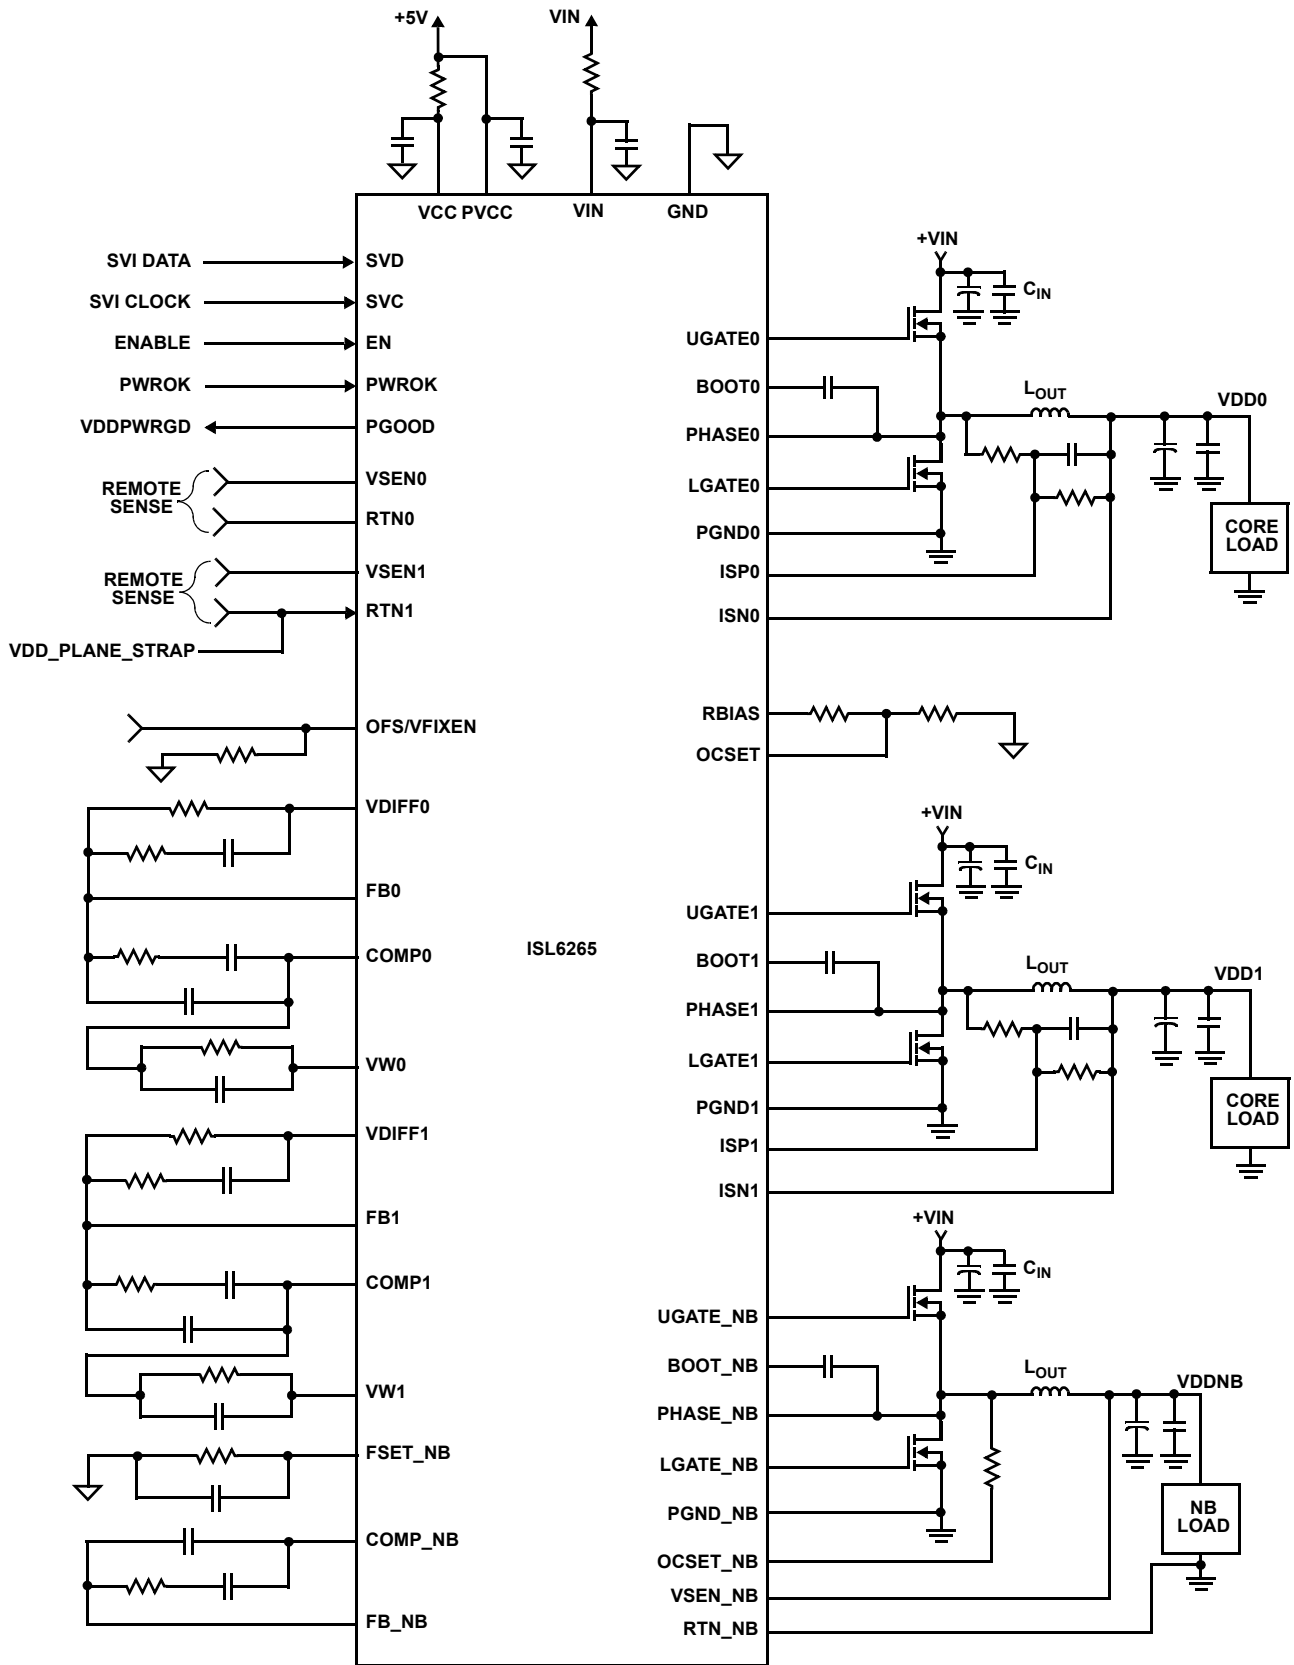 +5V
VIN
VCC PVCC
VIN
GND
SVI DATA
SVD
SVI CLOCK
SVC
ENABLE
EN
PWROK
PWROK
VDDPWRGD
PGOOD
REMOTE
SENSE
VSEN0
RTN0
REMOTE
SENSE
VSEN1
RTN1
VDD_PLANE_STRAP
OFS/VFIXEN
VDIFF0
FB0
COMP0
VW0
VDIFF1
FB1
COMP1
VW1
FSET_NB
COMP_NB
FB_NB
ISL6265
+VIN
CIN
UGATE0
BOOT0
LOUT
VDD0
PHASE0
LGATE0
PGND0
CORE
LOAD
ISP0
ISN0
RBIAS
OCSET
+VIN
CIN
UGATE1
BOOT1
LOUT
VDD1
PHASE1
LGATE1
PGND1
CORE
LOAD
ISP1
ISN1
+VIN
CIN
UGATE_NB
BOOT_NB
LOUT
VDDNB
PHASE_NB
LGATE_NB
PGND_NB
NB
LOAD
OCSET_NB
VSEN_NB
RTN_NB